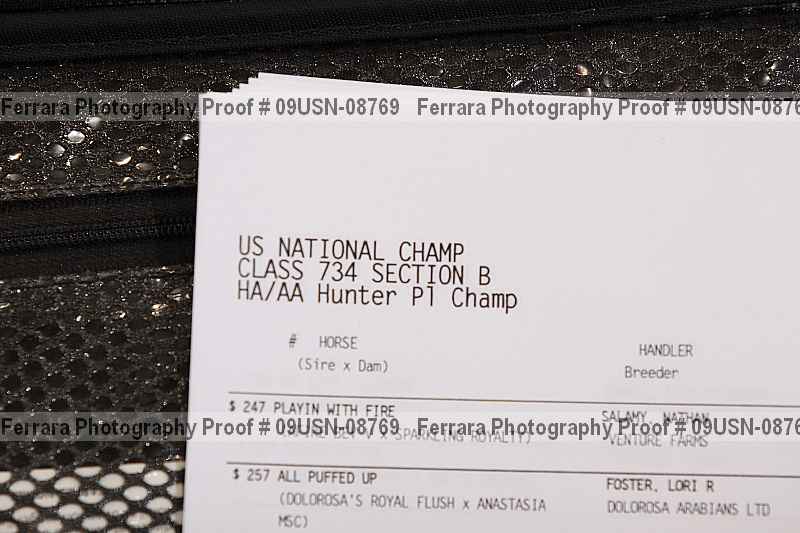 Ferrara Photography Proof # 09USN-08769 Ferrara Photography Proof # 09USN-0876
US NATIONAL CHAMP
CLASS 734 SECTION B
HA/AA Hunter Pl Champ
# HORSE HANDLER
(Sire x Dam) Breeder
$ 247 PLAYIN WITH FIRE SALAMY, NATHAN
Ferrara Photography Proof # 09USN-08769 Ferrara Photography Proof # 09USN-0876
V x SPARKLING ROYALTY) VENTURE FARMS
$ 257 ALL PUFFED UP FOSTER, LORI R
(DOLOROSA'S ROYAL FLUSH x ANASTASIA DOLOROSA ARABIANS LTD
MSC)